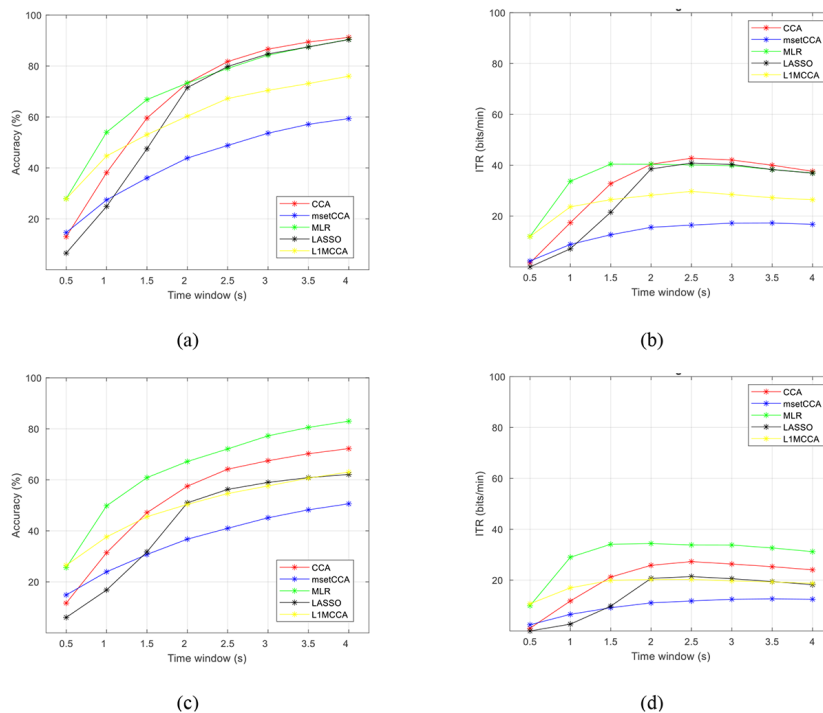 100
80
60
40
20
Accuracy (%)
CCA
msetCCA
MLR
LASSO
L1MCCA
0.5 1 1.5 2 2.5 3 3.5 4
Time window (s)
(a)
100
80
60
40
20
ITR (bits/min)
CCA
msetCCA
MLR
LASSO
L1MCCA
0.5 1 1.5 2 2.5 3 3.5 4
Time window (s)
(b)
100
80
60
40
20
Accuracy (%)
CCA
msetCCA
MLR
LASSO
L1MCCA
0.5 1 1.5 2 2.5 3 3.5 4
Time window (s)
(c)
100
80
60
40
20
ITR (bits/min)
CCA
msetCCA
MLR
LASSO
L1MCCA
0.5 1 1.5 2 2.5 3 3.5 4
Time window (s)
(d)